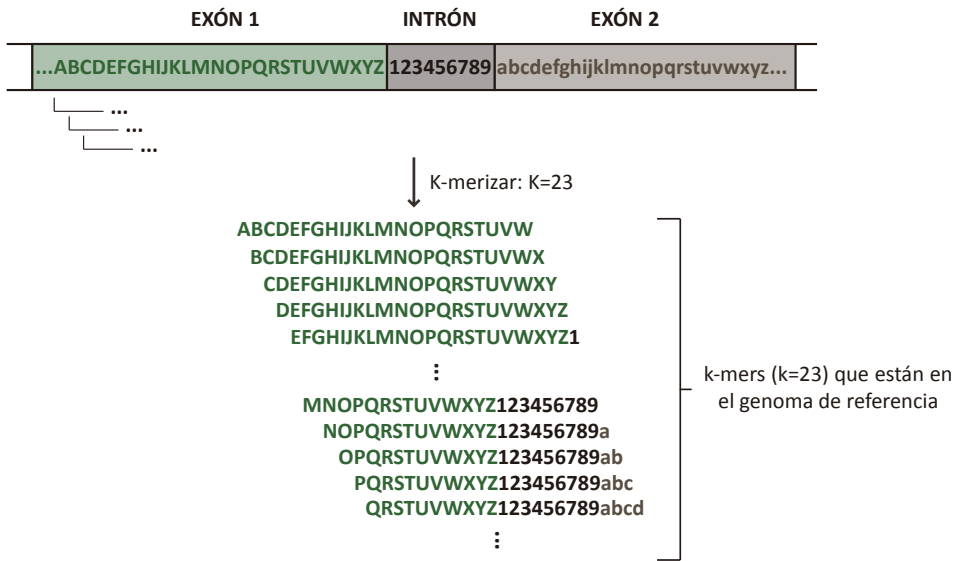 EXÓN 1 INTRÓN EXÓN 2
...ABCDEFGHIJKLMNOPQRSTUVWXYZ 123456789 abcdefghijklmnopqrstuvwxyz...
...
...
...
K-merizar: K=23
ABCDEFGHIJKLMNOPQRSTUVW
BCDEFGHIJKLMNOPQRSTUVWX
CDEFGHIJKLMNOPQRSTUVWXY
DEFGHIJKLMNOPQRSTUVWXYZ
EFGHIJKLMNOPQRSTUVWXYZ1
⋮
MNOPQRSTUVWXYZ123456789
NOPQRSTUVWXYZ123456789a
OPQRSTUVWXYZ123456789ab
PQRSTUVWXYZ123456789abc
QRSTUVWXYZ123456789abcd
⋮
k-mers (k=23) que están en
el genoma de referencia